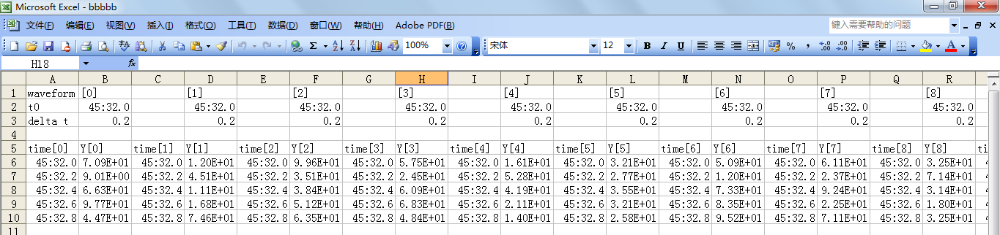 Microsoft Excel - bbbbb
文件(F) 编辑(E) 视图(V) 插入(I) 格式(O) 工具(T) 数据(D) 窗口(W) 帮助(H) Adobe PDF(B) 键入需要帮助的问题
100% 宋体 12 B I U
H18 fx
A B C D E F G H I J K L M N O P Q R
1 waveform [0] [1] [2] [3] [4] [5] [6] [7] [8]
2 t0 45:32.0 45:32.0 45:32.0 45:32.0 45:32.0 45:32.0 45:32.0 45:32.0 45:32.0
3 delta t 0.2 0.2 0.2 0.2 0.2 0.2 0.2 0.2 0.2
4
5 time[0] Y[0] time[1] Y[1] time[2] Y[2] time[3] Y[3] time[4] Y[4] time[5] Y[5] time[6] Y[6] time[7] Y[7] time[8] Y[8]
6 45:32.0 7.09E+01 45:32.0 1.20E+01 45:32.0 9.96E+01 45:32.0 5.75E+01 45:32.0 1.61E+01 45:32.0 3.21E+01 45:32.0 5.09E+01 45:32.0 6.11E+01 45:32.0 3.25E+01
7 45:32.2 9.01E+00 45:32.2 4.51E+01 45:32.2 3.51E+01 45:32.2 2.45E+01 45:32.2 5.28E+01 45:32.2 2.77E+01 45:32.2 1.20E+01 45:32.2 2.37E+01 45:32.2 7.14E+01
8 45:32.4 6.63E+01 45:32.4 1.11E+01 45:32.4 3.84E+01 45:32.4 6.09E+01 45:32.4 4.19E+01 45:32.4 3.55E+01 45:32.4 7.33E+01 45:32.4 9.24E+01 45:32.4 3.14E+01
9 45:32.6 9.77E+01 45:32.6 1.68E+01 45:32.6 5.12E+01 45:32.6 6.83E+01 45:32.6 2.11E+01 45:32.6 3.21E+01 45:32.6 8.35E+01 45:32.6 2.25E+01 45:32.6 1.80E+01
10 45:32.8 4.47E+01 45:32.8 7.46E+01 45:32.8 6.35E+01 45:32.8 4.84E+01 45:32.8 1.40E+01 45:32.8 2.58E+01 45:32.8 9.52E+01 45:32.8 7.11E+01 45:32.8 3.25E+01
11